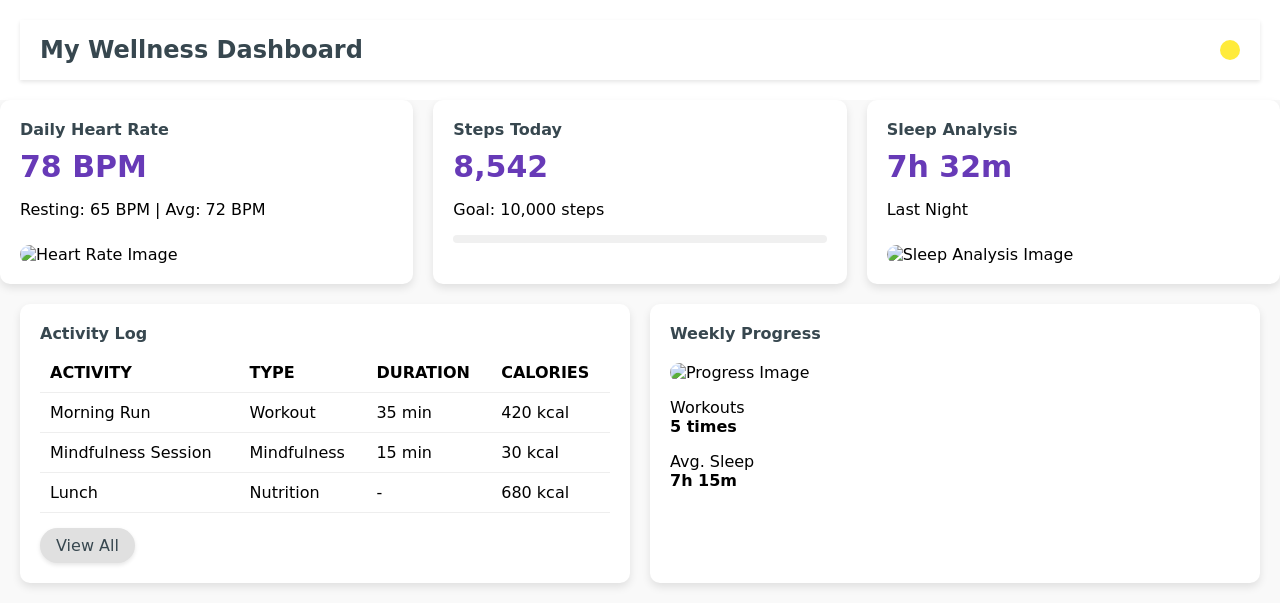 My Wellness Dashboard
Daily Heart Rate
78 BPM
Resting: 65 BPM | Avg: 72 BPM
Heart Rate Image
Steps Today
8,542
Goal: 10,000 steps
Sleep Analysis
7h 32m
Last Night
Sleep Analysis Image
Activity Log
ACTIVITY TYPE DURATION CALORIES
Morning Run Workout 35 min 420 kcal
Mindfulness Session Mindfulness 15 min 30 kcal
Lunch Nutrition - 680 kcal
View All
Weekly Progress
Progress Image
Workouts
5 times
Avg. Sleep
7h 15m